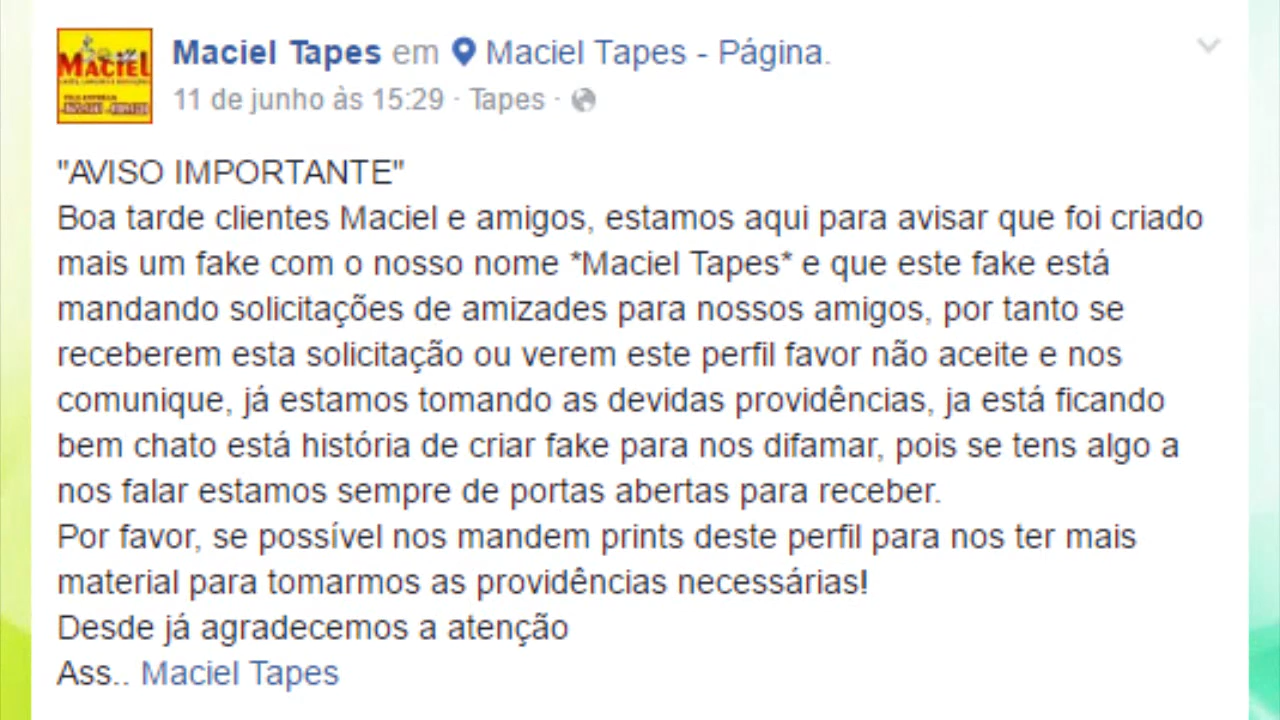 MACIEL
Maciel Tapes em Maciel Tapes - Página.
11 de junho às 15:29 · Tapes ·
"AVISO IMPORTANTE"
Boa tarde clientes Maciel e amigos, estamos aqui para avisar que foi criado
mais um fake com o nosso nome *Maciel Tapes* e que este fake está
mandando solicitações de amizades para nossos amigos, por tanto se
receberem esta solicitação ou verem este perfil favor não aceite e nos
comunique, já estamos tomando as devidas providências, ja está ficando
bem chato está história de criar fake para nos difamar, pois se tens algo a
nos falar estamos sempre de portas abertas para receber.
Por favor, se possível nos mandem prints deste perfil para nos ter mais
material para tomarmos as providências necessárias!
Desde já agradecemos a atenção
Ass.. Maciel Tapes